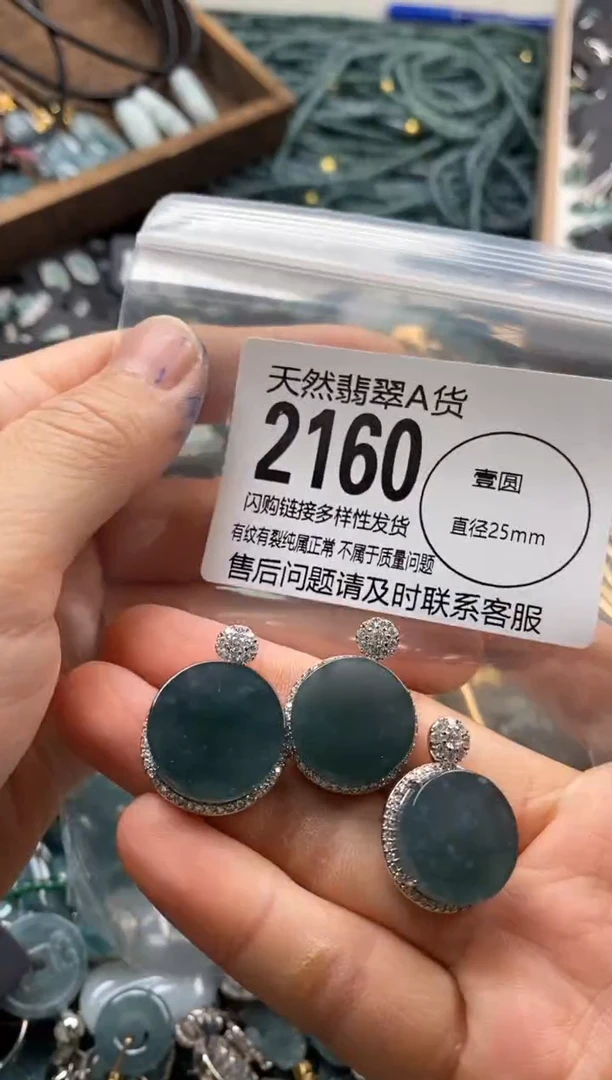 天然翡翠A货
2160
闪购链接多样性发货
有纹有裂纯属正常 不属于质量问题
售后问题请及时联系客服
壹圆
直径25mm